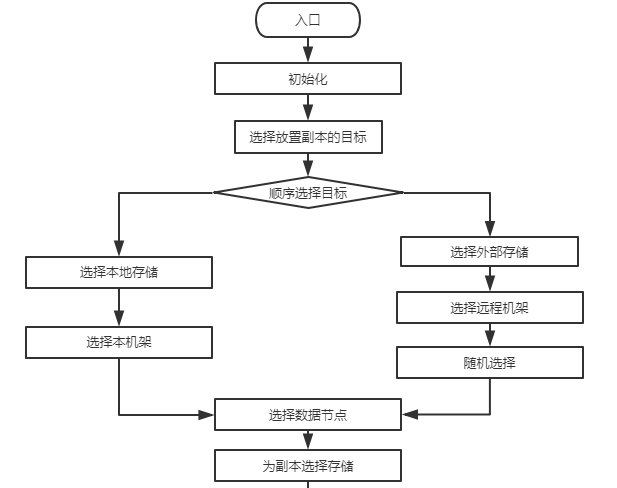 入口
初始化
选择放置副本的目标
顺序选择目标
选择本地存储
选择本机架
选择外部存储
选择远程机架
随机选择
选择数据节点
为副本选择存储